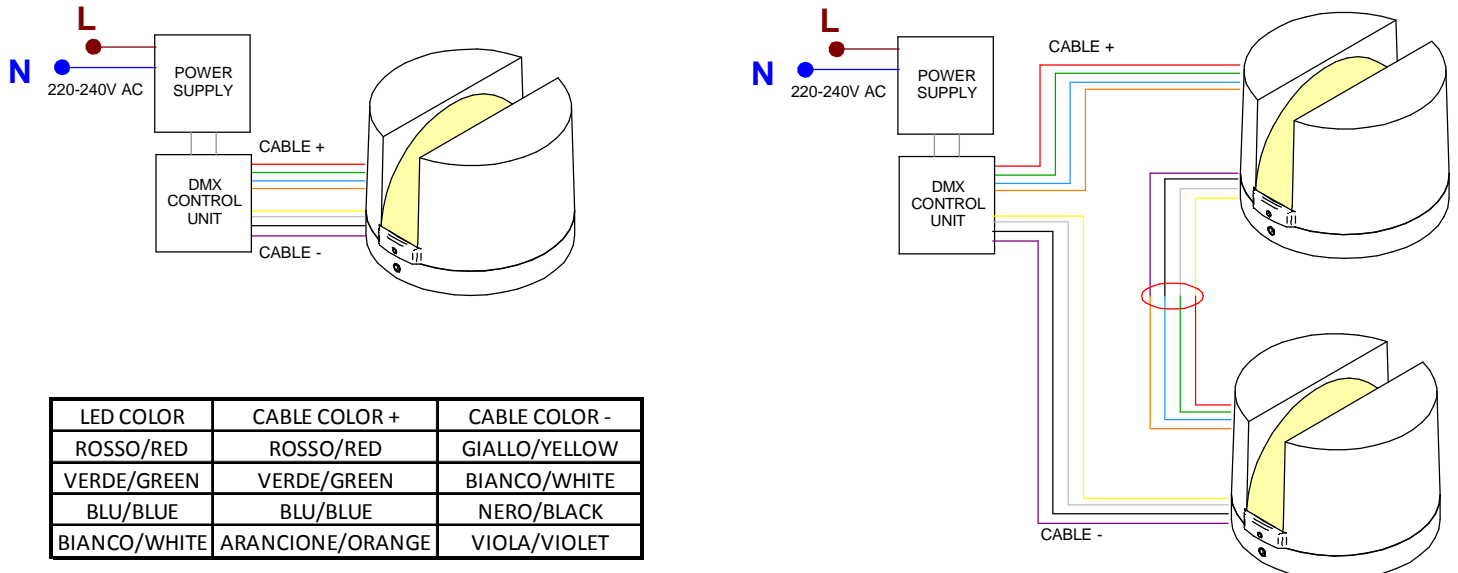 L
N
220-240V AC
POWER
SUPPLY
CABLE +
DMX
CONTROL
UNIT
CABLE -
LED COLOR CABLE COLOR + CABLE COLOR -
ROSSO/RED ROSSO/RED GIALLO/YELLOW
VERDE/GREEN VERDE/GREEN BIANCO/WHITE
BLU/BLUE BLU/BLUE NERO/BLACK
BIANCO/WHITE ARANCIONE/ORANGE VIOLA/VIOLET
L
N
220-240V AC
POWER
SUPPLY
CABLE +
DMX
CONTROL
UNIT
CABLE -